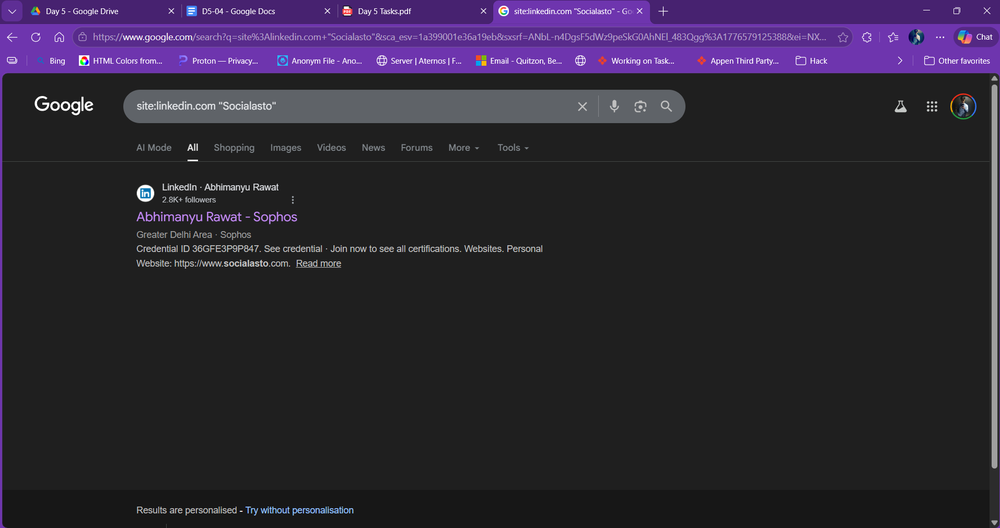 Day 5 - Google Drive
D5-04 - Google Docs
PDF
Day 5 Tasks.pdf
site:linkedin.com "Socialasto" - Goo
https://www.google.com/search?q=site%3Alinkedin.com+"Socialasto"&sca_esv=1a399001e36a19eb&sxsrf=ANbL-n4DgsF5dWz9peSkG0AhNEl_483Qgg%3A1776579125388&ei=NX...
Chat
Bing
HTML Colors from...
Proton — Privacy...
Anonym File - Ano...
Server | Aternos | F...
Email - Quitzon, Be...
Working on Task...
Appen Third Party...
Hack
Other favorites
Google
site:linkedin.com "Socialasto"
AI Mode
All
Shopping
Images
Videos
News
Forums
More
Tools
in
LinkedIn · Abhimanyu Rawat
2.8K+ followers
Abhimanyu Rawat - Sophos
Greater Delhi Area · Sophos
Credential ID 36GFE3P9P847. See credential · Join now to see all certifications. Websites. Personal
Website: https://www.socialasto.com. Read more
Results are personalised - Try without personalisation